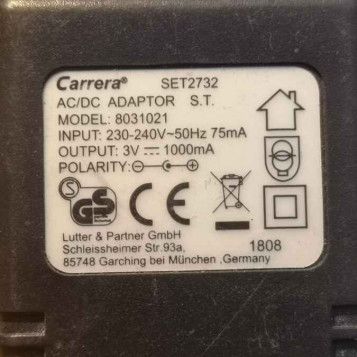 Carrera® SET2732
AC/DC ADAPTOR S.T.
MODEL: 8031021
INPUT: 230-240V~50Hz 75mA
OUTPUT: 3V⎓1000mA
POLARITY:
S
GS
CE
Lutter & Partner GmbH
Schleissheimer Str.93a,
85748 Garching bei München ,Germany
1808